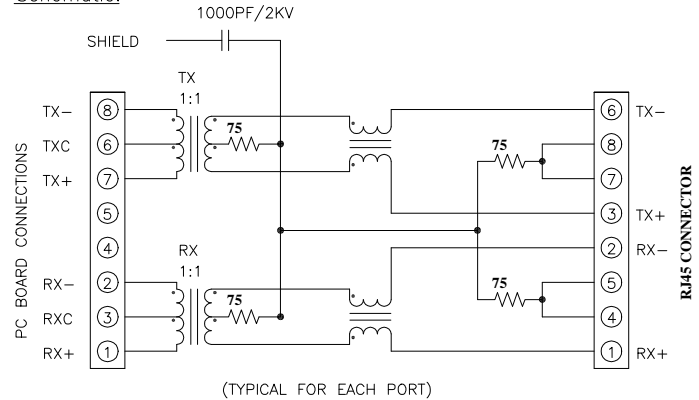 Schematic:
1000PF/2KV
SHIELD
TX
1:1
75
TX-
TXC
TX+
8
6
7
5
4
2
3
1
PC BOARD CONNECTIONS
RX
1:1
75
RX-
RXC
RX+
75
75
6
8
7
3
2
5
4
1
TX-
TX+
RX-
RX+
RJ45 CONNECTOR
(TYPICAL FOR EACH PORT)